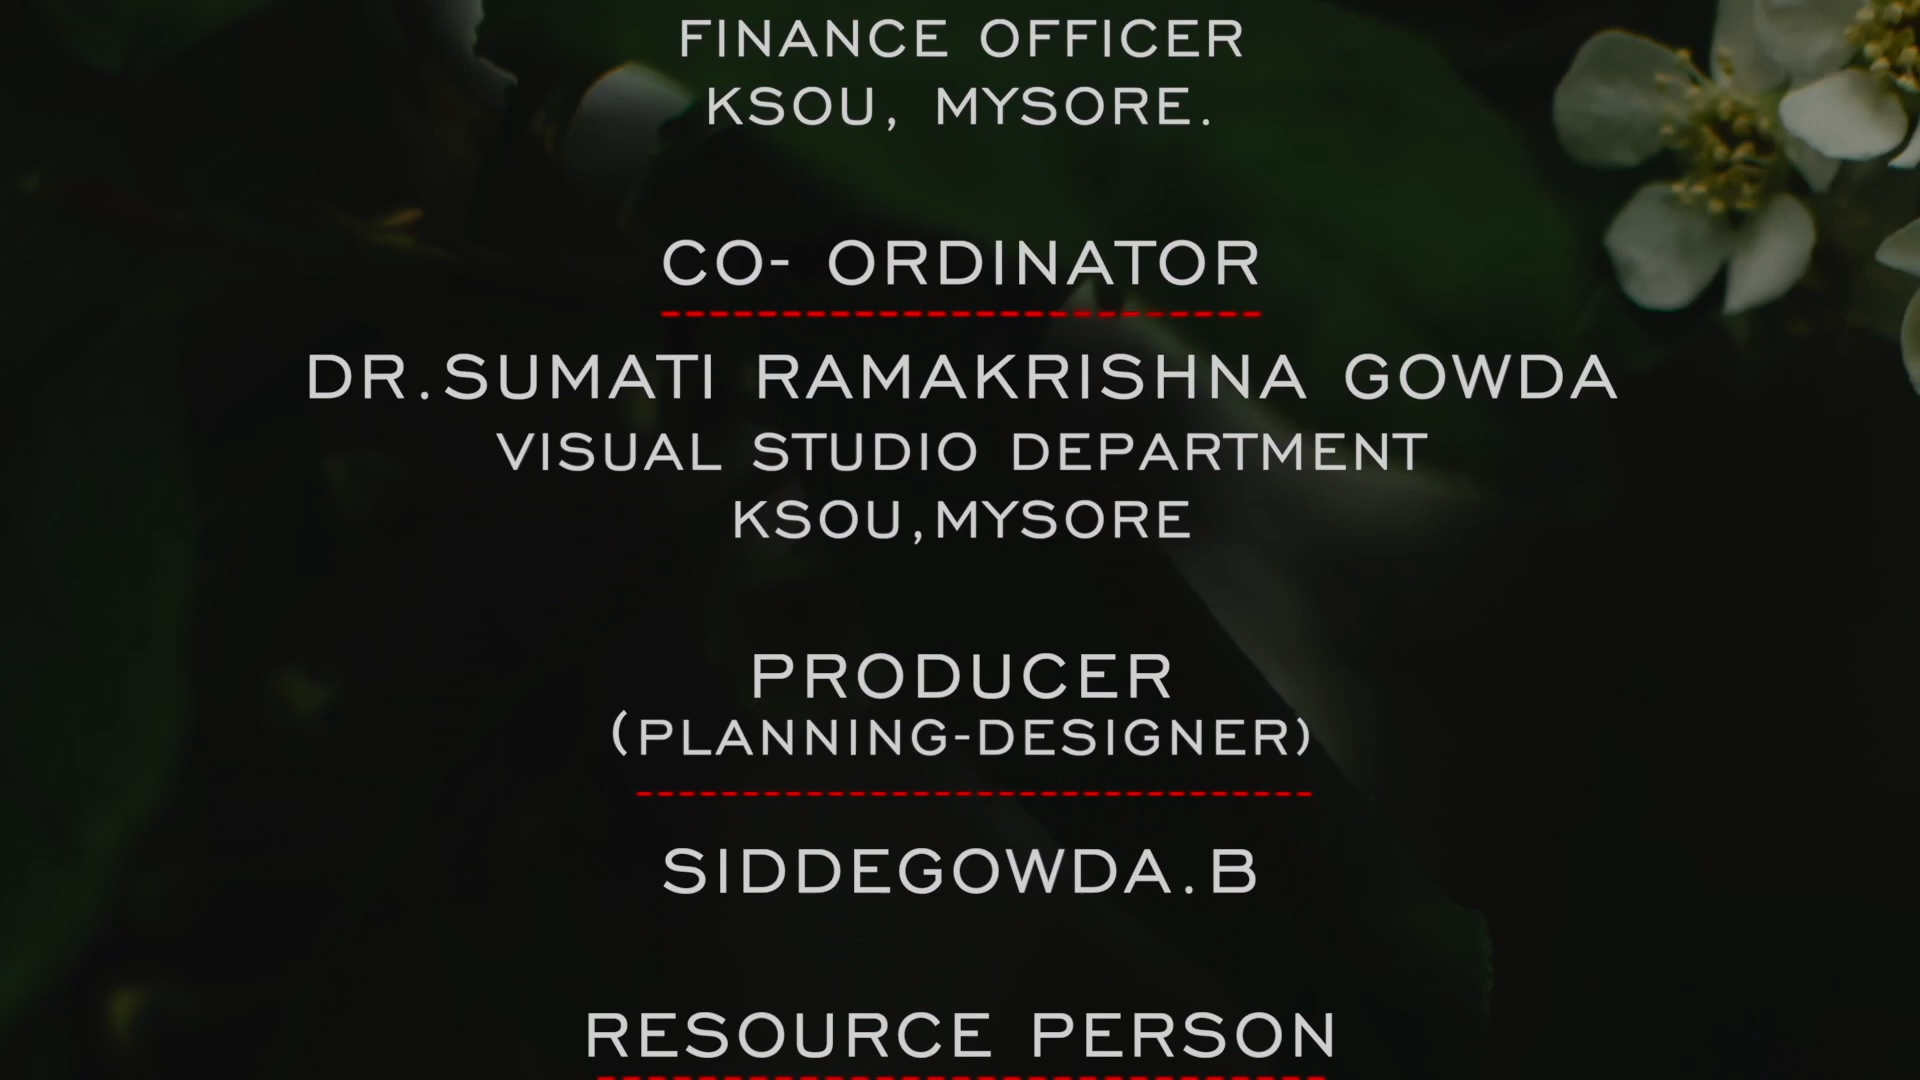 FINANCE OFFICER
KSOU, MYSORE.
CO- ORDINATOR
DR.SUMATI RAMAKRISHNA GOWDA
VISUAL STUDIO DEPARTMENT
KSOU,MYSORE
PRODUCER
(PLANNING-DESIGNER)
SIDDEGOWDA.B
RESOURCE PERSON